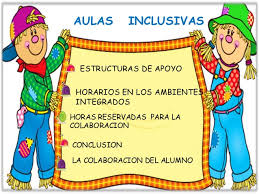 AULAS INCLUSIVAS
ESTRUCTURAS DE APOYO
HORARIOS EN LOS AMBIENTES
INTEGRADOS
HORAS RESERVADAS PARA LA
COLABORACION
CONCLUSION
LA COLABORACION DEL ALUMNO